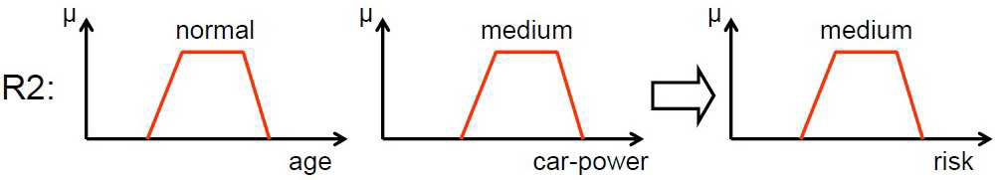 μ normal μ medium μ medium
R2:
age car-power risk